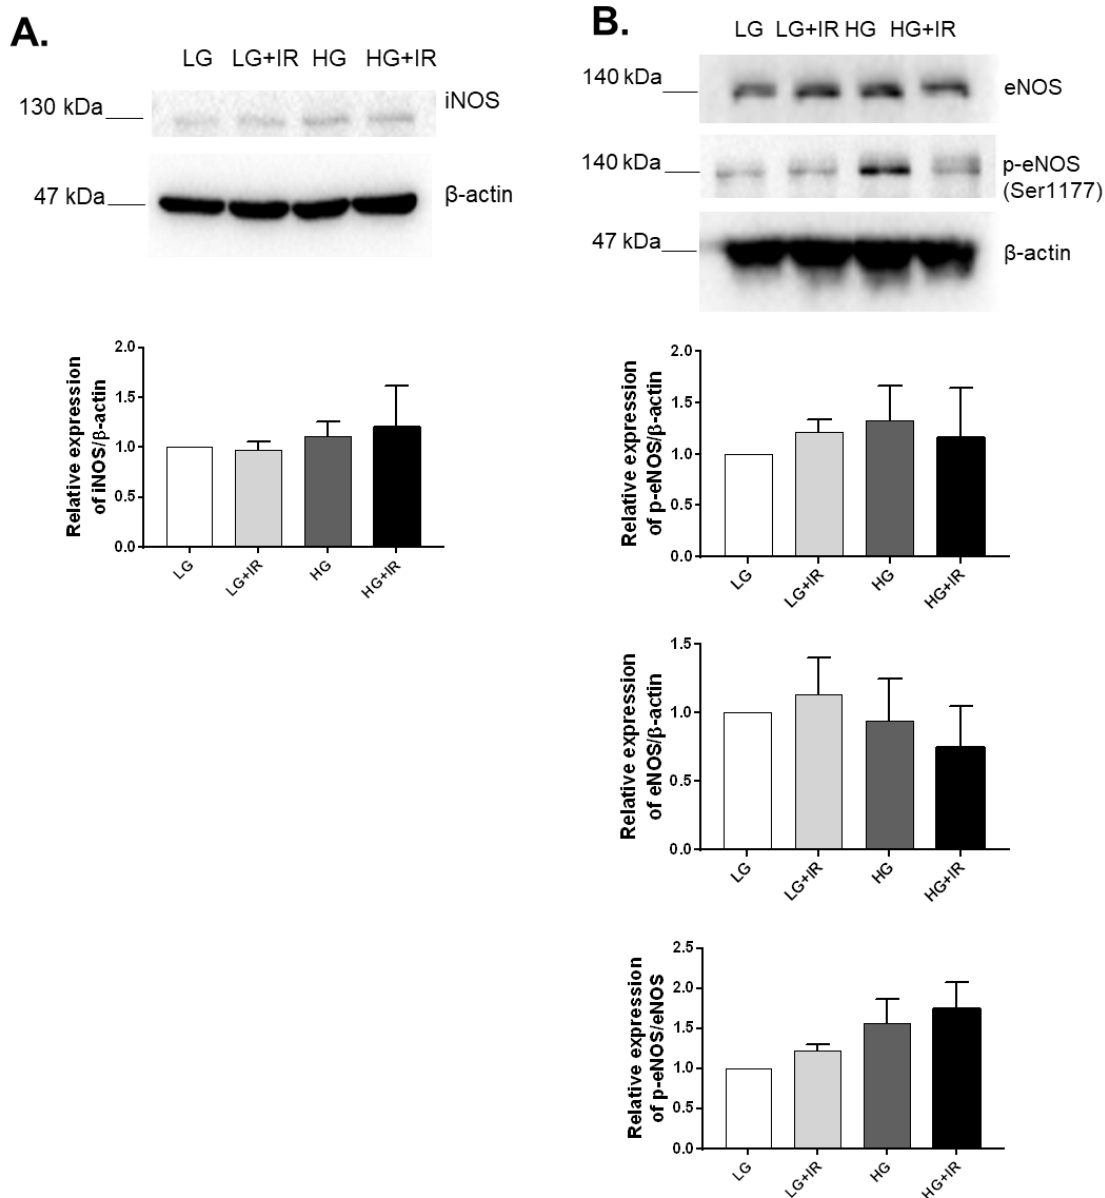 A.
LG LG+IR HG HG+IR
130 kDa
iNOS
47 kDa
β-actin
Relative expression
of iNOS/β-actin
2.0
1.5
1.0
0.5
0.0
LG
LG+IR
HG
HG+IR
B.
LG LG+IR HG HG+IR
140 kDa
eNOS
140 kDa
p-eNOS
(Ser1177)
47 kDa
β-actin
Relative expression
of p-eNOS/β-actin
2.0
1.5
1.0
0.5
0.0
LG
LG+IR
HG
HG+IR
Relative expression
of eNOS/β-actin
1.5
1.0
0.5
0.0
LG
LG+IR
HG
HG+IR
Relative expression
of p-eNOS/eNOS
2.5
2.0
1.5
1.0
0.5
0.0
LG
LG+IR
HG
HG+IR